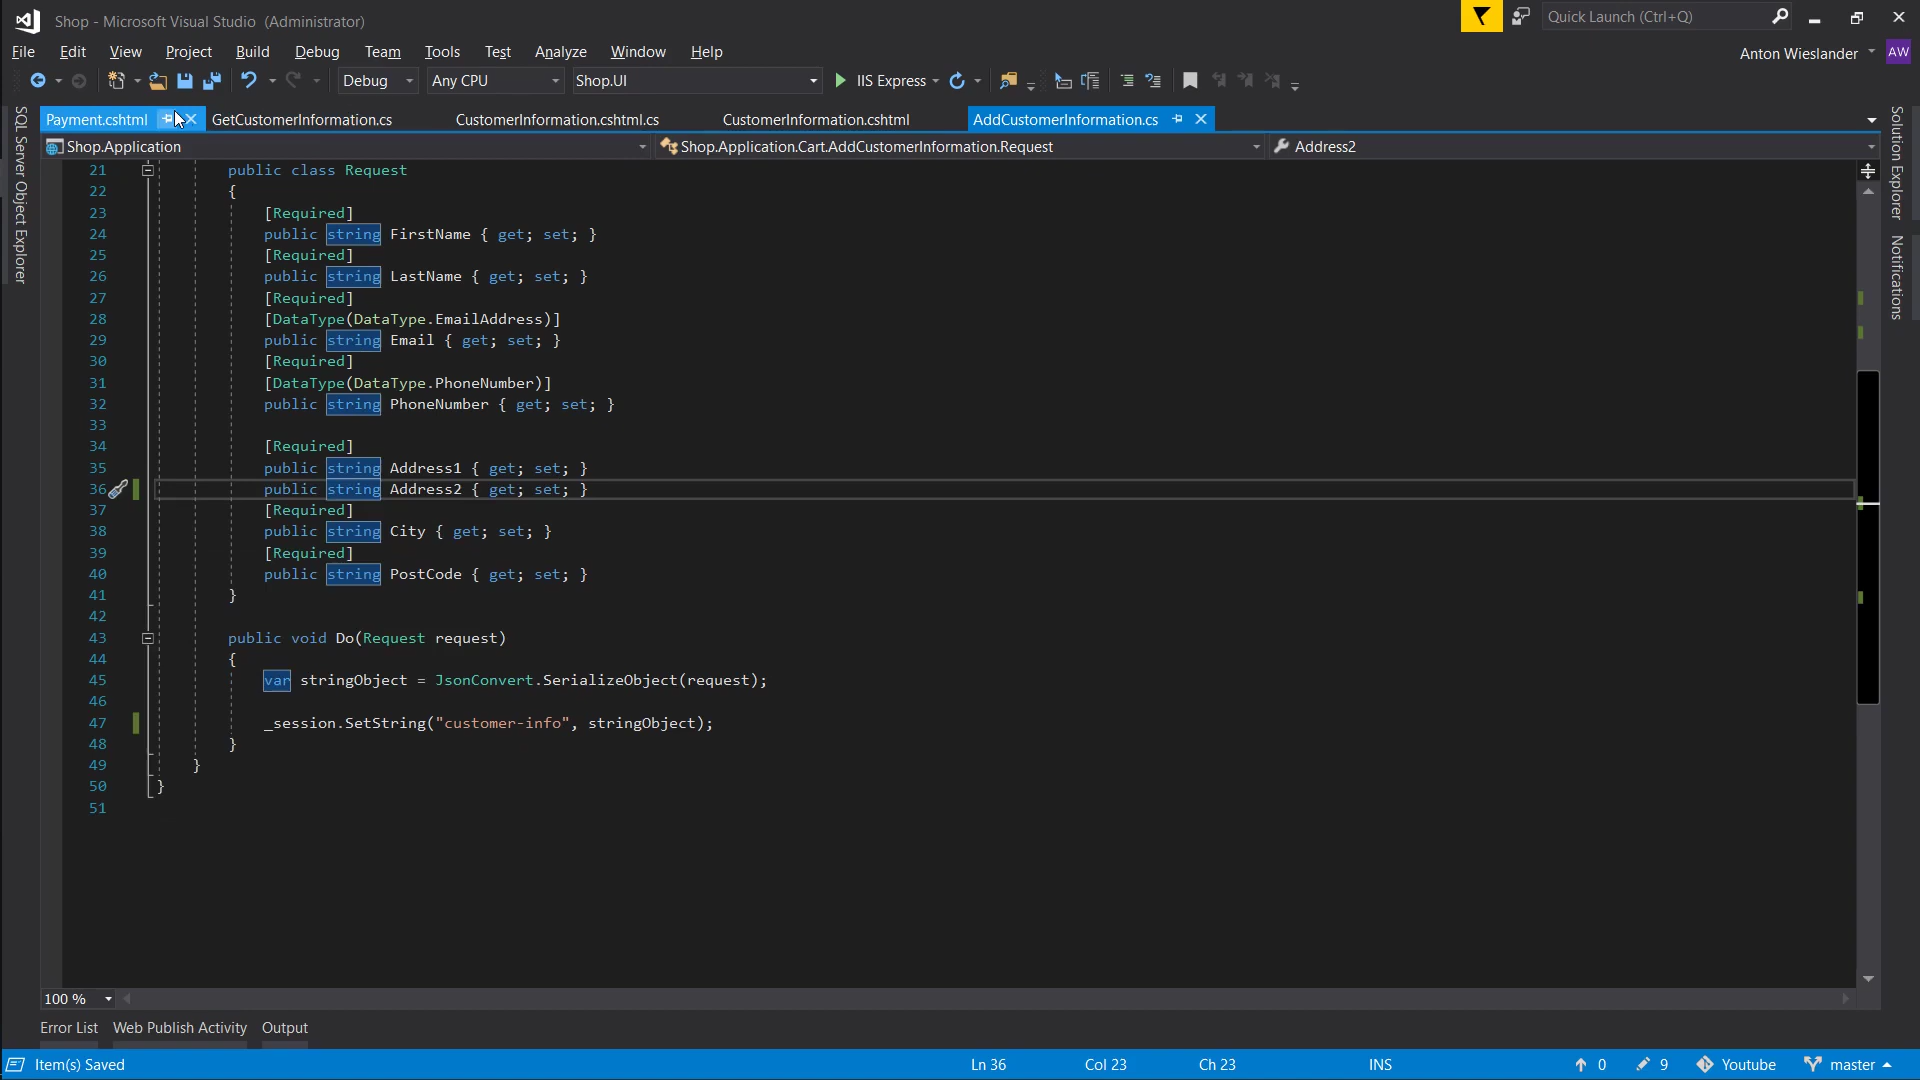 Shop - Microsoft Visual Studio (Administrator)
Quick Launch (Ctrl+Q)
File Edit View Project Build Debug Team Tools Test Analyze Window Help
Anton Wieslander AW
Debug Any CPU Shop.UI IIS Express
Payment.cshtml GetCustomerInformation.cs CustomerInformation.cshtml.cs CustomerInformation.cshtml AddCustomerInformation.cs
Shop.Application Shop.Application.Cart.AddCustomerInformation.Request Address2
SQL Server Object Explorer
Solution Explorer
Notifications
21 public class Request
22 {
23 [Required]
24 public string FirstName { get; set; }
25 [Required]
26 public string LastName { get; set; }
27 [Required]
28 [DataType(DataType.EmailAddress)]
29 public string Email { get; set; }
30 [Required]
31 [DataType(DataType.PhoneNumber)]
32 public string PhoneNumber { get; set; }
33
34 [Required]
35 public string Address1 { get; set; }
36 public string Address2 { get; set; }
37 [Required]
38 public string City { get; set; }
39 [Required]
40 public string PostCode { get; set; }
41 }
42
43 public void Do(Request request)
44 {
45 var stringObject = JsonConvert.SerializeObject(request);
46
47 _session.SetString("customer-info", stringObject);
48 }
49 }
50 }
51
100 %
Error List Web Publish Activity Output
Item(s) Saved Ln 36 Col 23 Ch 23 INS 0 9 Youtube master